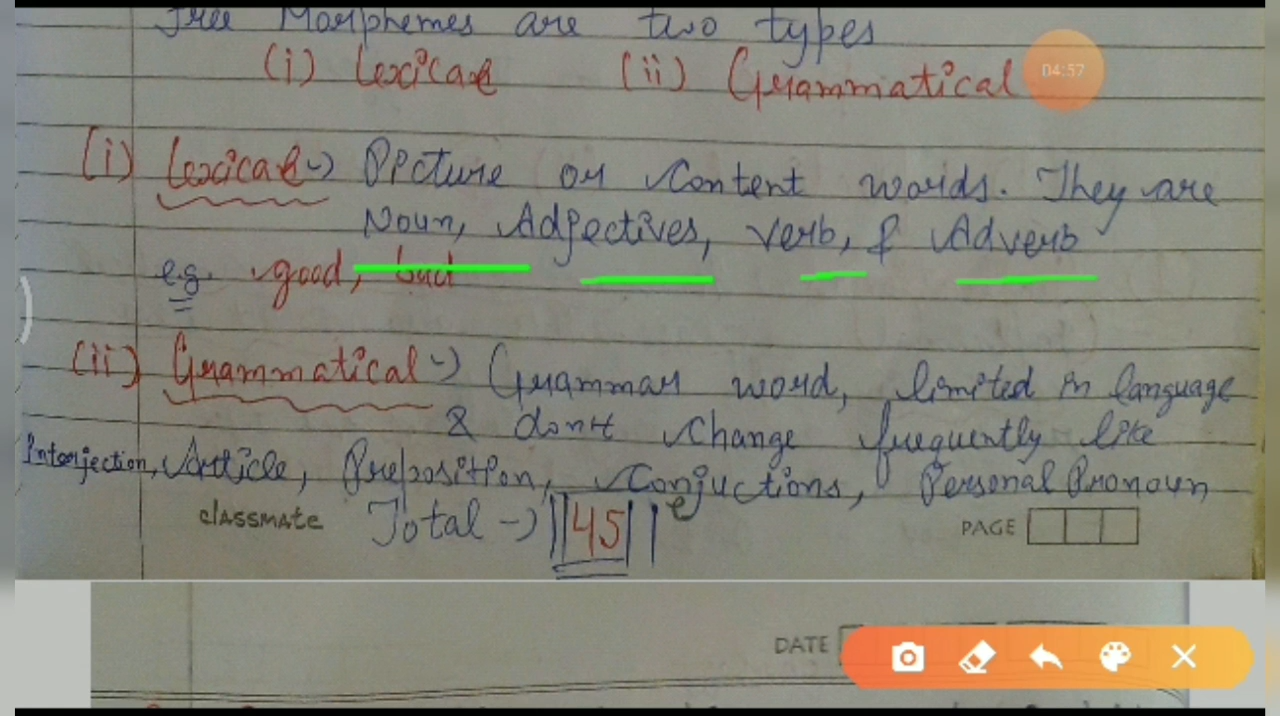 Free Morphemes are two types
(i) Lexical (ii) Grammatical
04:57
(i) Lexical → Picture or Content words. They are
Noun, Adjectives, Verb, & Adverb
e.g. good, bad
(ii) Grammatical → Grammar word, limited in language
& don't change frequently like
Interjection, Article, Preposition, Conjuctions, Personal Pronoun
classmate Total → 45 PAGE
DATE